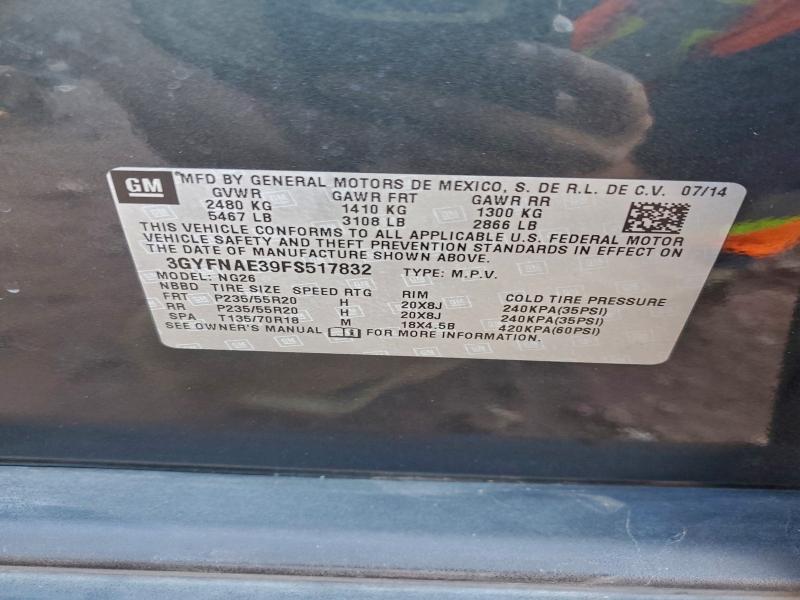 GM MFD BY GENERAL MOTORS DE MEXICO, S. DE R.L. DE C.V. 07/14
GVWR GAWR FRT GAWR RR
2480 KG 1410 KG 1300 KG
5467 LB 3108 LB 2866 LB
THIS VEHICLE CONFORMS TO ALL APPLICABLE U.S. FEDERAL MOTOR
VEHICLE SAFETY AND THEFT PREVENTION STANDARDS IN EFFECT ON
THE DATE OF MANUFACTURE SHOWN ABOVE.
3GYFNAE39FS517832 TYPE: M.P.V.
MODEL: NG26
NBBD TIRE SIZE SPEED RTG RIM COLD TIRE PRESSURE
FRT P235/55R20 H 20X8J 240KPA(35PSI)
RR P235/55R20 H 20X8J 240KPA(35PSI)
SPA T135/70R18 M 18X4.5B 420KPA(60PSI)
SEE OWNER'S MANUAL FOR MORE INFORMATION.